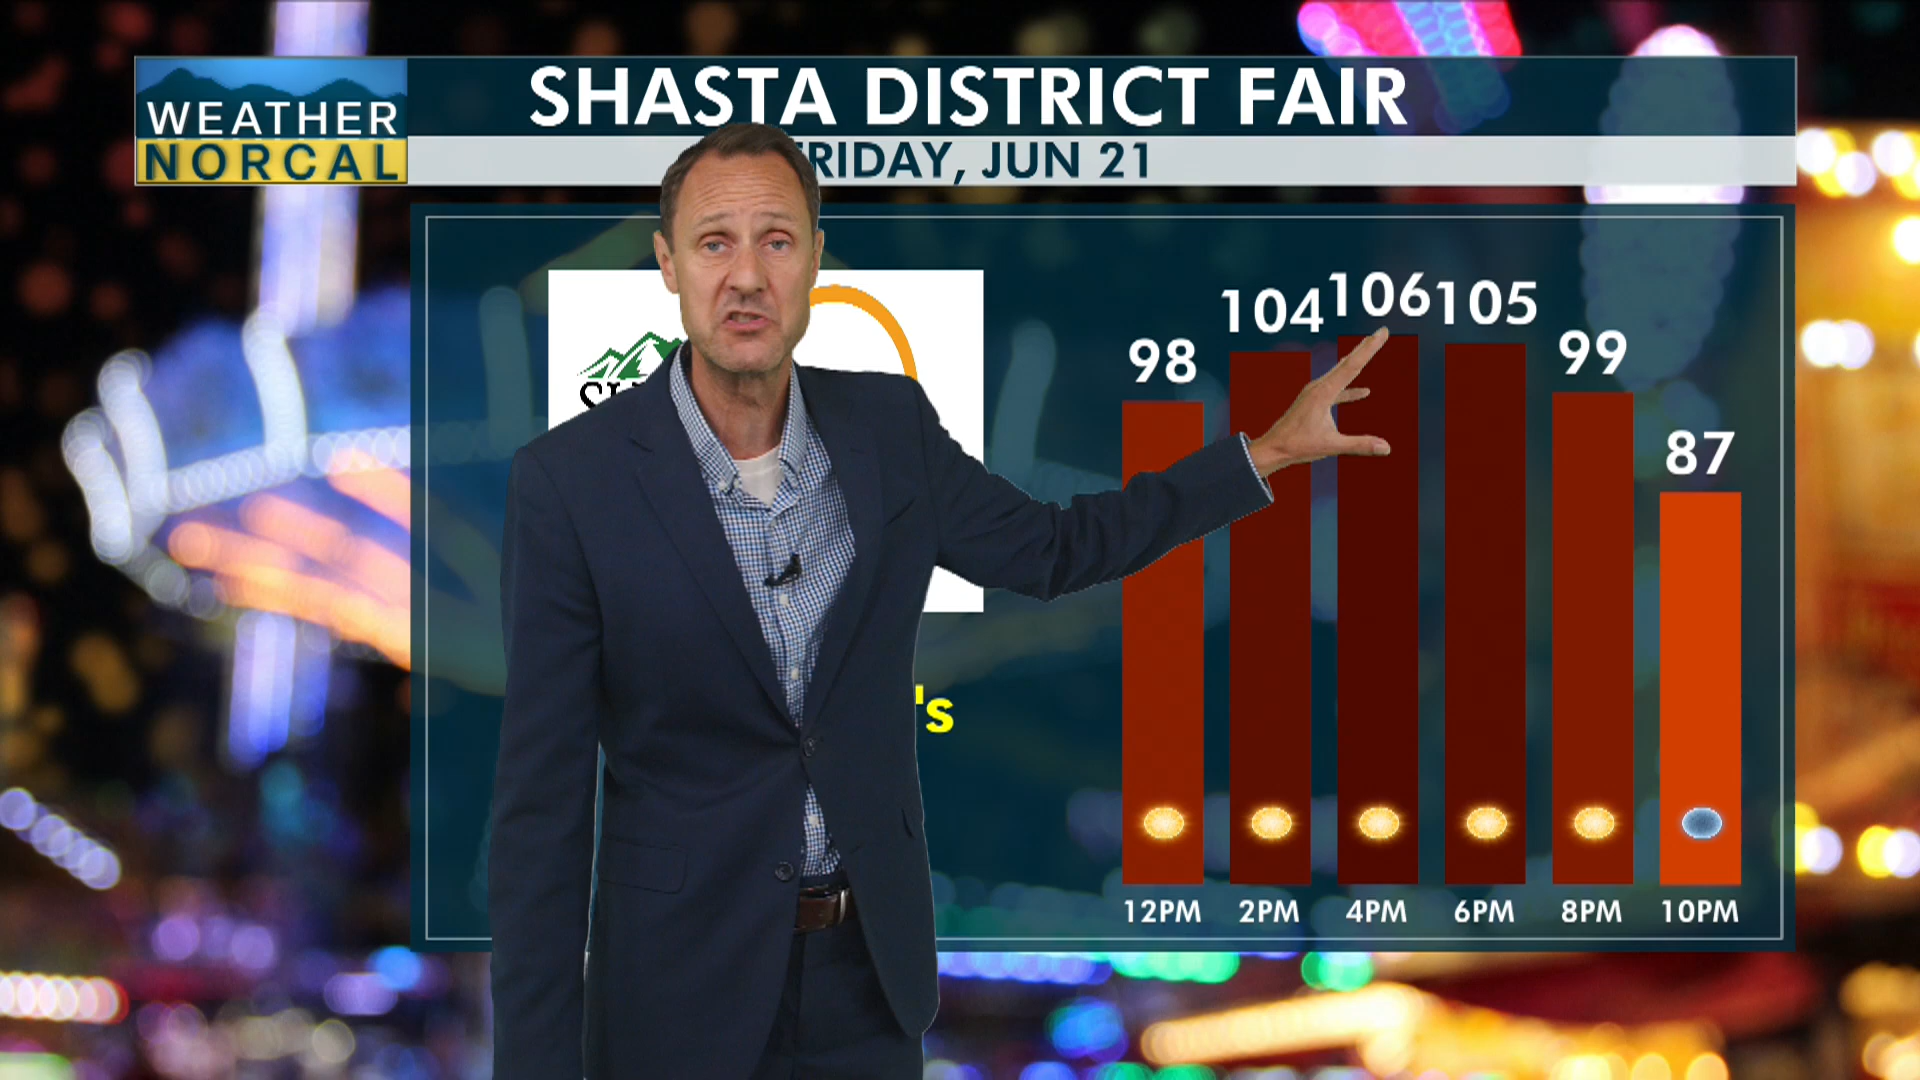 WEATHER
NORCAL
SHASTA DISTRICT FAIR
FRIDAY, JUN 21
98 104 106 105 99 87
's
12PM 2PM 4PM 6PM 8PM 10PM